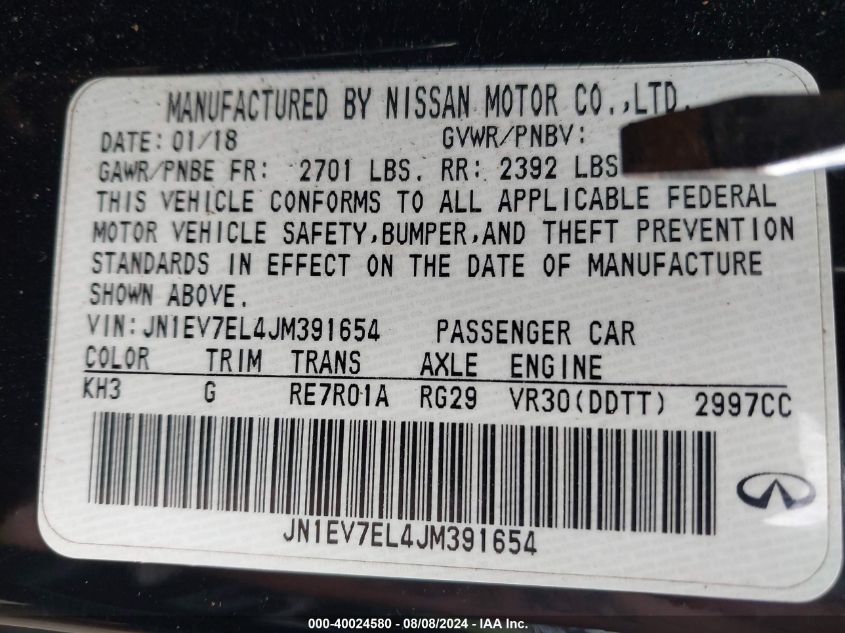 MANUFACTURED BY NISSAN MOTOR CO.,LTD.
DATE: 01/18 GVWR/PNBV:
GAWR/PNBE FR: 2701 LBS. RR: 2392 LBS
THIS VEHICLE CONFORMS TO ALL APPLICABLE FEDERAL
MOTOR VEHICLE SAFETY,BUMPER,AND THEFT PREVENTION
STANDARDS IN EFFECT ON THE DATE OF MANUFACTURE
SHOWN ABOVE.
VIN: JN1EV7EL4JM391654 PASSENGER CAR
COLOR TRIM TRANS AXLE ENGINE
KH3 G RE7R01A RG29 VR30(DDTT) 2997CC
JN1EV7EL4JM391654
000-40024580 - 08/08/2024 - IAA Inc.